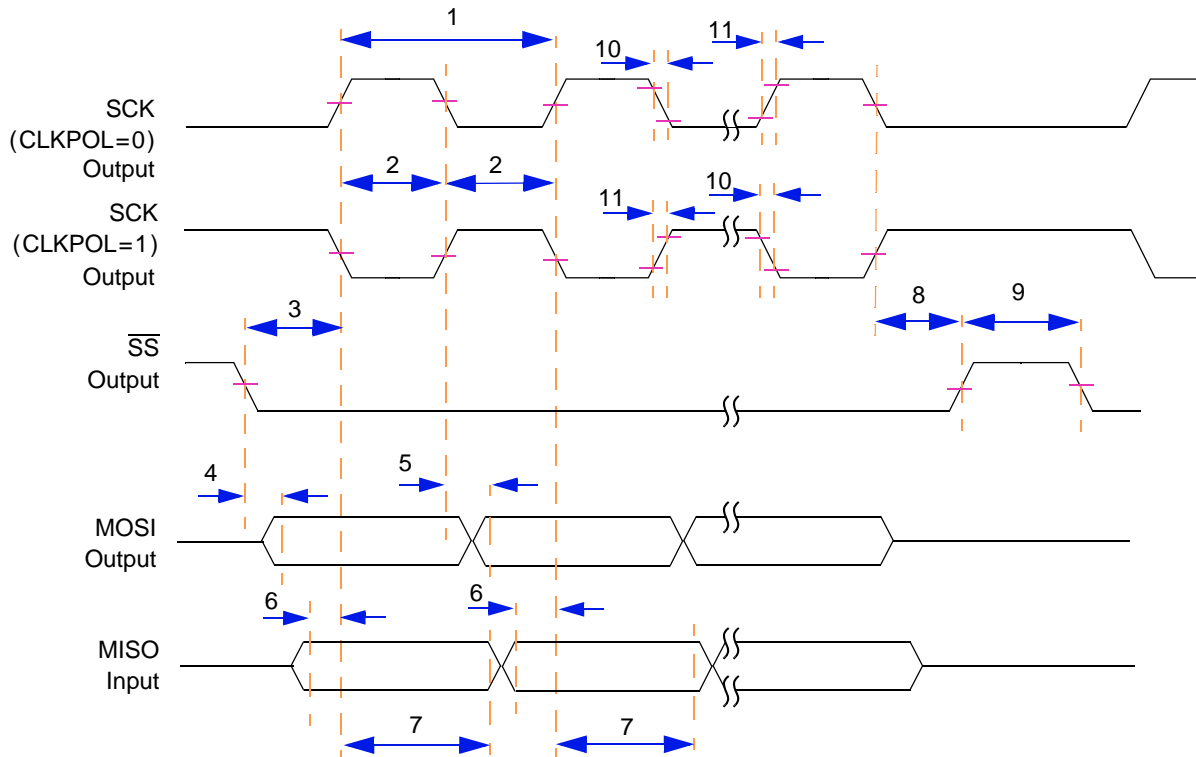 1
10
11
SCK
(CLKPOL=0)
Output
2
2
SCK
(CLKPOL=1)
Output
11
10
3
8
9
SS
Output
4
5
MOSI
Output
6
6
MISO
Input
7
7